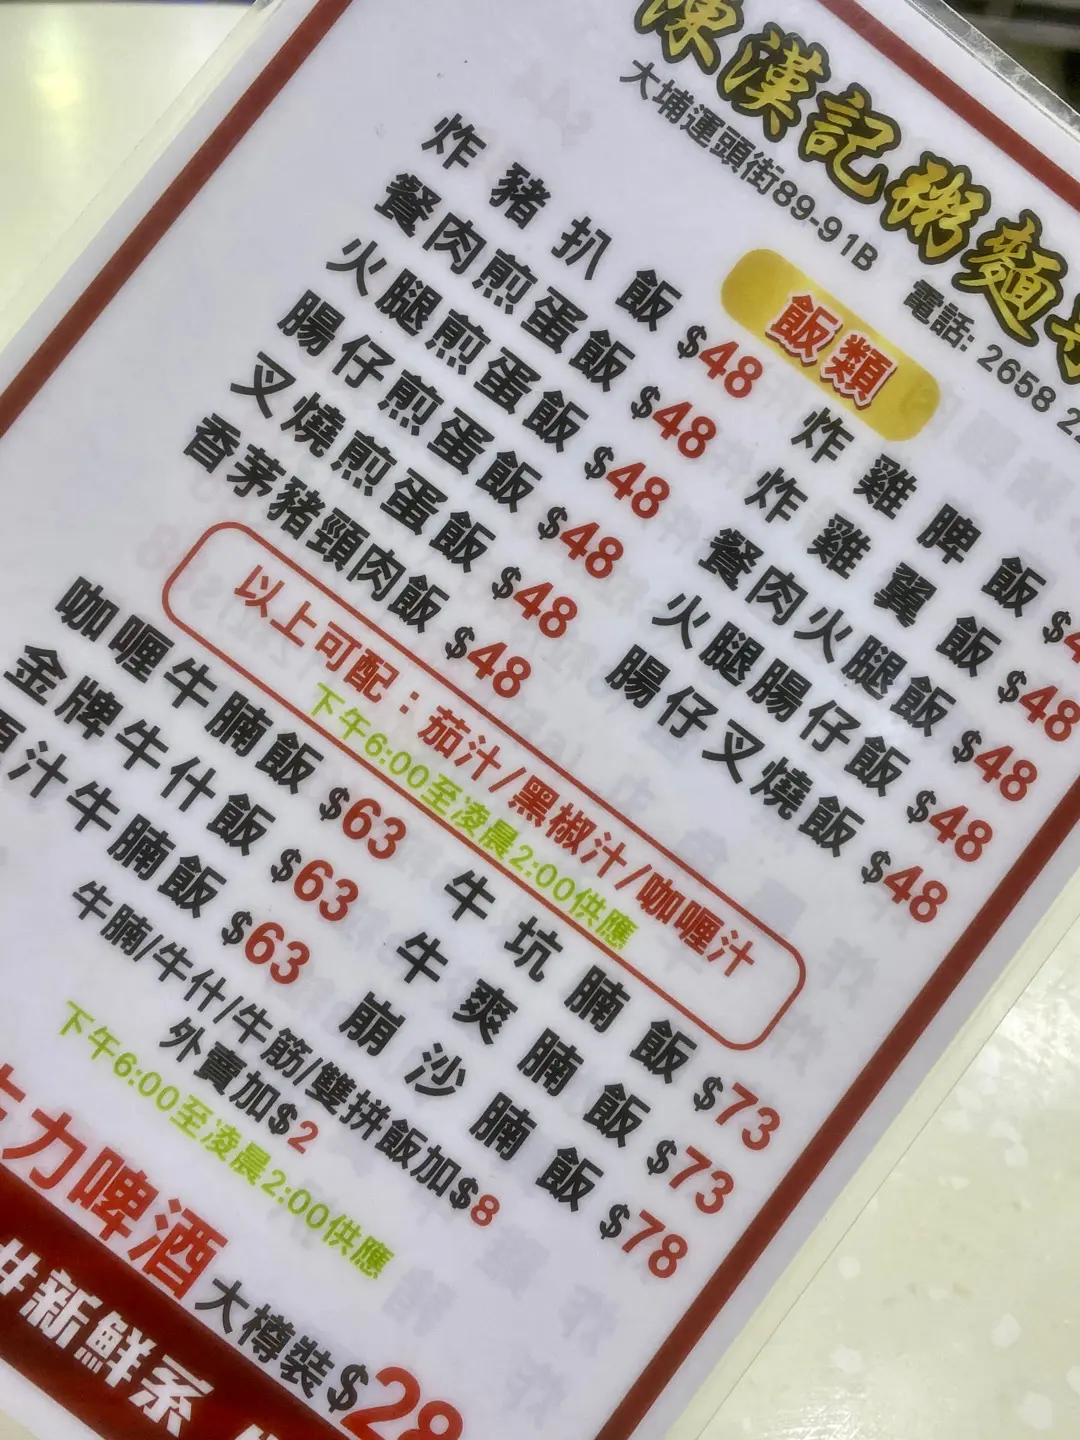 陳漢記粥麵
大埔運頭街89-91B
電話: 2658
飯類
炸豬扒飯 $48
餐肉煎蛋飯 $48
火腿煎蛋飯 $48
腸仔煎蛋飯 $48
叉燒煎蛋飯 $48
香茅豬頸肉飯 $48
炸雞脾飯
炸雞翼飯 $48
餐肉火腿飯 $48
火腿腸仔飯 $48
腸仔叉燒飯 $48
以上可配：茄汁/黑椒汁/咖喱汁
下午6:00至凌晨2:00供應
咖喱牛腩飯 $63
金牌牛什飯 $63
原汁牛腩飯 $63
牛坑腩飯 $73
牛爽腩飯 $73
崩沙腩飯 $78
牛腩/牛什/牛筋/雙拼飯加$8
外賣加$2
下午6:00至凌晨2:00供應
力啤酒 大樽裝$28
#新鮮系